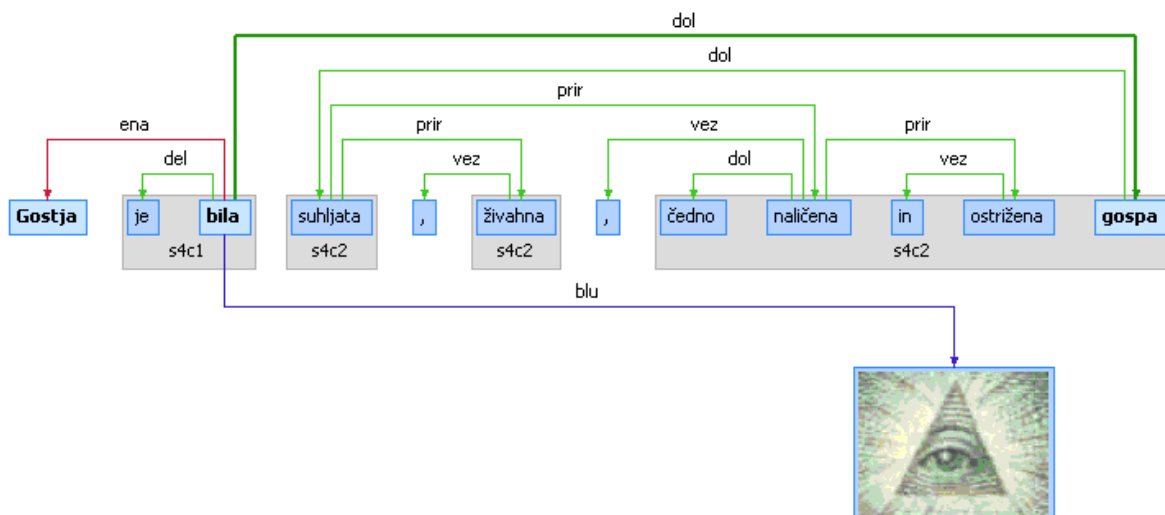 dol
dol
prir
ena prir vez prir
del vez dol vez
Gostja je bila suhljata , živahna , čedno naličena in ostrižena gospa
s4c1 s4c2 s4c2 s4c2
blu